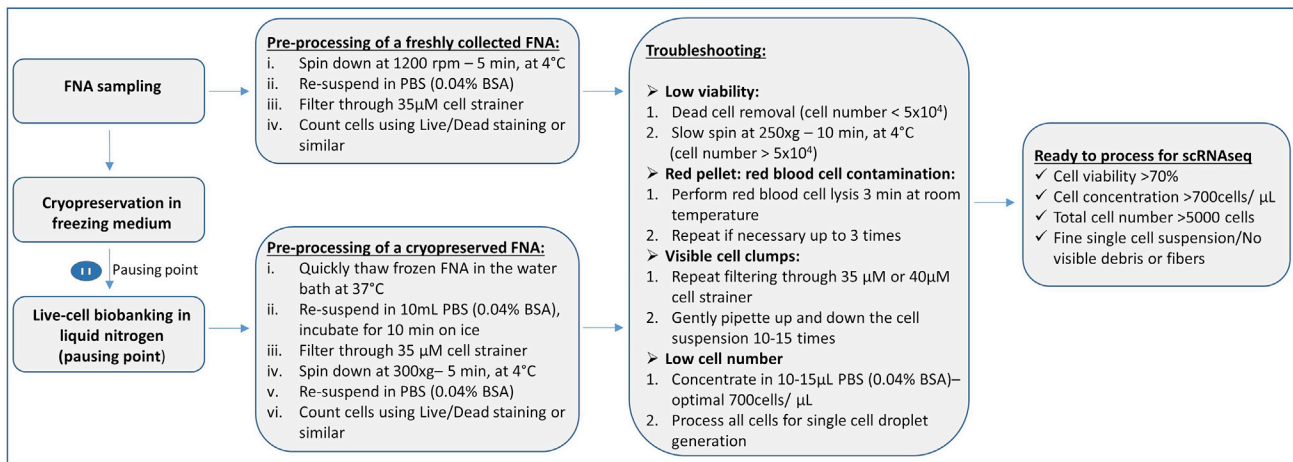 FNA sampling
Cryopreservation in
freezing medium
Pausing point
Live-cell biobanking in
liquid nitrogen
(pausing point)
Pre-processing of a freshly collected FNA:
i. Spin down at 1200 rpm – 5 min, at 4°C
ii. Re-suspend in PBS (0.04% BSA)
iii. Filter through 35µM cell strainer
iv. Count cells using Live/Dead staining or
similar
Pre-processing of a cryopreserved FNA:
i. Quickly thaw frozen FNA in the water
bath at 37°C
ii. Re-suspend in 10mL PBS (0.04% BSA),
incubate for 10 min on ice
iii. Filter through 35 µM cell strainer
iv. Spin down at 300xg– 5 min, at 4°C
v. Re-suspend in PBS (0.04% BSA)
vi. Count cells using Live/Dead staining or
similar
Troubleshooting:
➢ Low viability:
1. Dead cell removal (cell number < 5x10⁴)
2. Slow spin at 250xg – 10 min, at 4°C
(cell number > 5x10⁴)
➢ Red pellet: red blood cell contamination:
1. Perform red blood cell lysis 3 min at room
temperature
2. Repeat if necessary up to 3 times
➢ Visible cell clumps:
1. Repeat filtering through 35 µM or 40µM
cell strainer
2. Gently pipette up and down the cell
suspension 10-15 times
➢ Low cell number
1. Concentrate in 10-15µL PBS (0.04% BSA)–
optimal 700cells/ µL
2. Process all cells for single cell droplet
generation
Ready to process for scRNAseq
✓ Cell viability >70%
✓ Cell concentration >700cells/ µL
✓ Total cell number >5000 cells
✓ Fine single cell suspension/No
visible debris or fibers